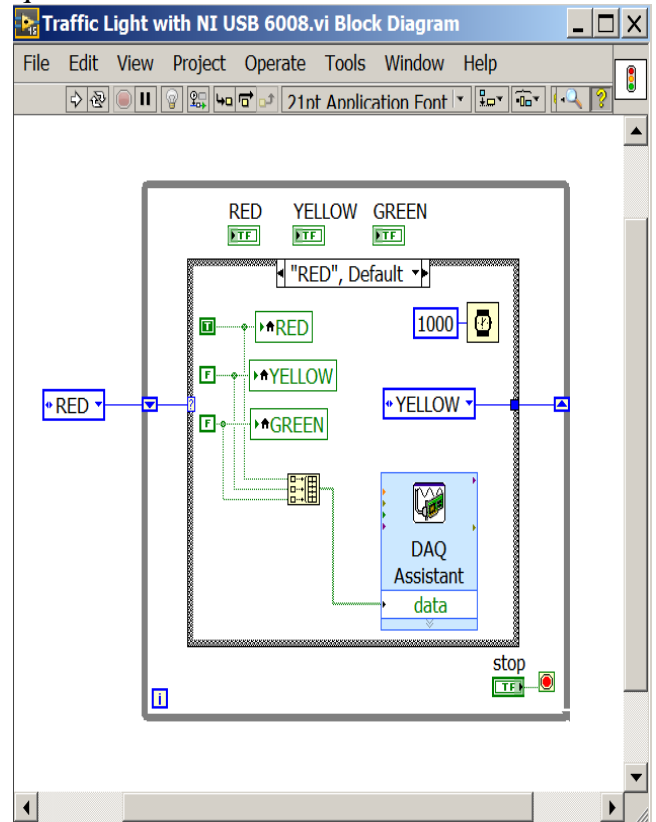 Traffic Light with NI USB 6008.vi Block Diagram
File Edit View Project Operate Tools Window Help
21pt Application Font
RED YELLOW GREEN
TF TF TF
"RED", Default
T RED 1000
F YELLOW
RED ? YELLOW
F GREEN
DAQ
Assistant
data
stop
TF
i